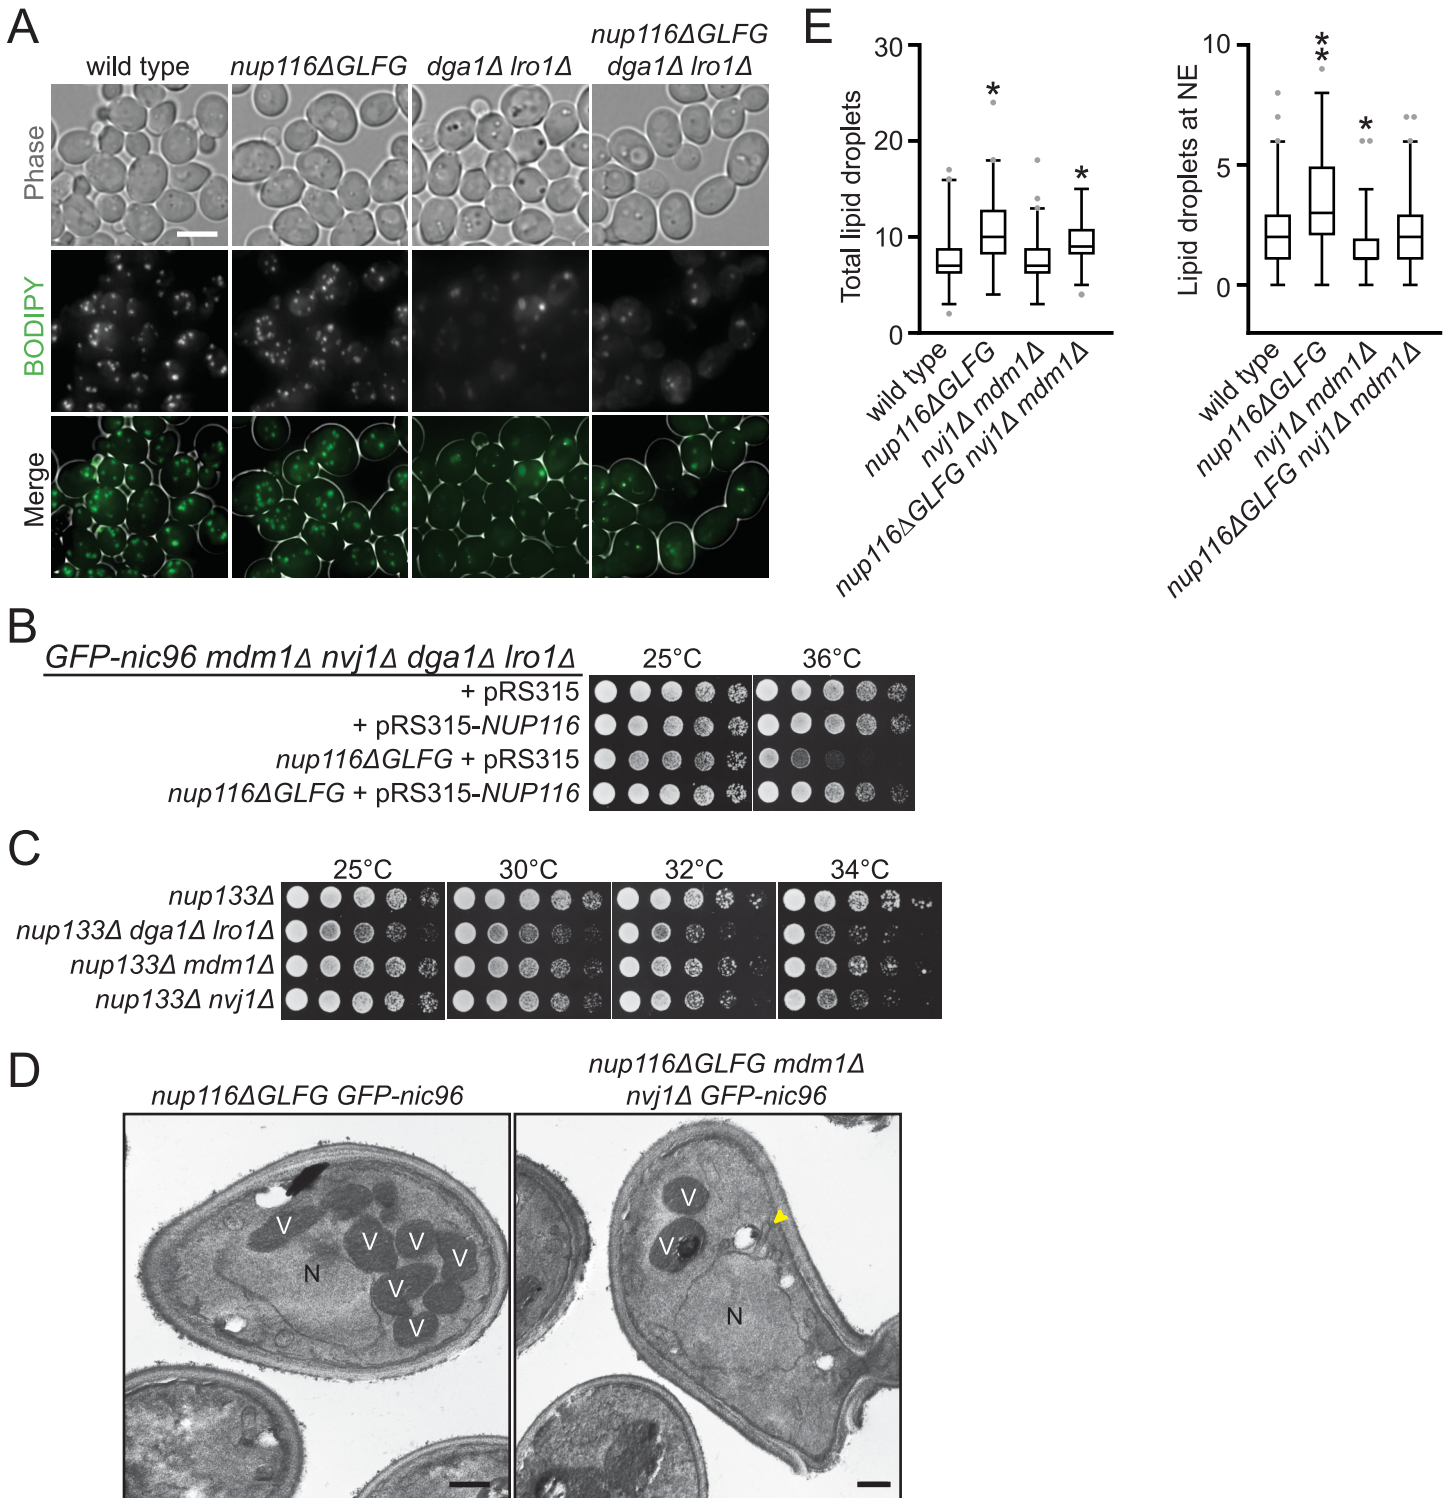 A
wild type
nup116ΔGLFG
dga1Δ lro1Δ
nup116ΔGLFG
dga1Δ lro1Δ
Phase
BODIPY
Merge
B
GFP-nic96 mdm1Δ nvj1Δ dga1Δ lro1Δ
25°C
36°C
+ pRS315
+ pRS315-NUP116
nup116ΔGLFG + pRS315
nup116ΔGLFG + pRS315-NUP116
C
25°C
30°C
32°C
34°C
nup133Δ
nup133Δ dga1Δ lro1Δ
nup133Δ mdm1Δ
nup133Δ nvj1Δ
D
nup116ΔGLFG GFP-nic96
nup116ΔGLFG mdm1Δ
nvj1Δ GFP-nic96
V
V
V
V
V
V
N
V
V
N
E
Total lipid droplets
30
20
10
0
*
*
wild type
nup116ΔGLFG
nvj1Δ mdm1Δ
nup116ΔGLFG nvj1Δ mdm1Δ
Lipid droplets at NE
10
5
0
**
*
wild type
nup116ΔGLFG
nvj1Δ mdm1Δ
nup116ΔGLFG nvj1Δ mdm1Δ